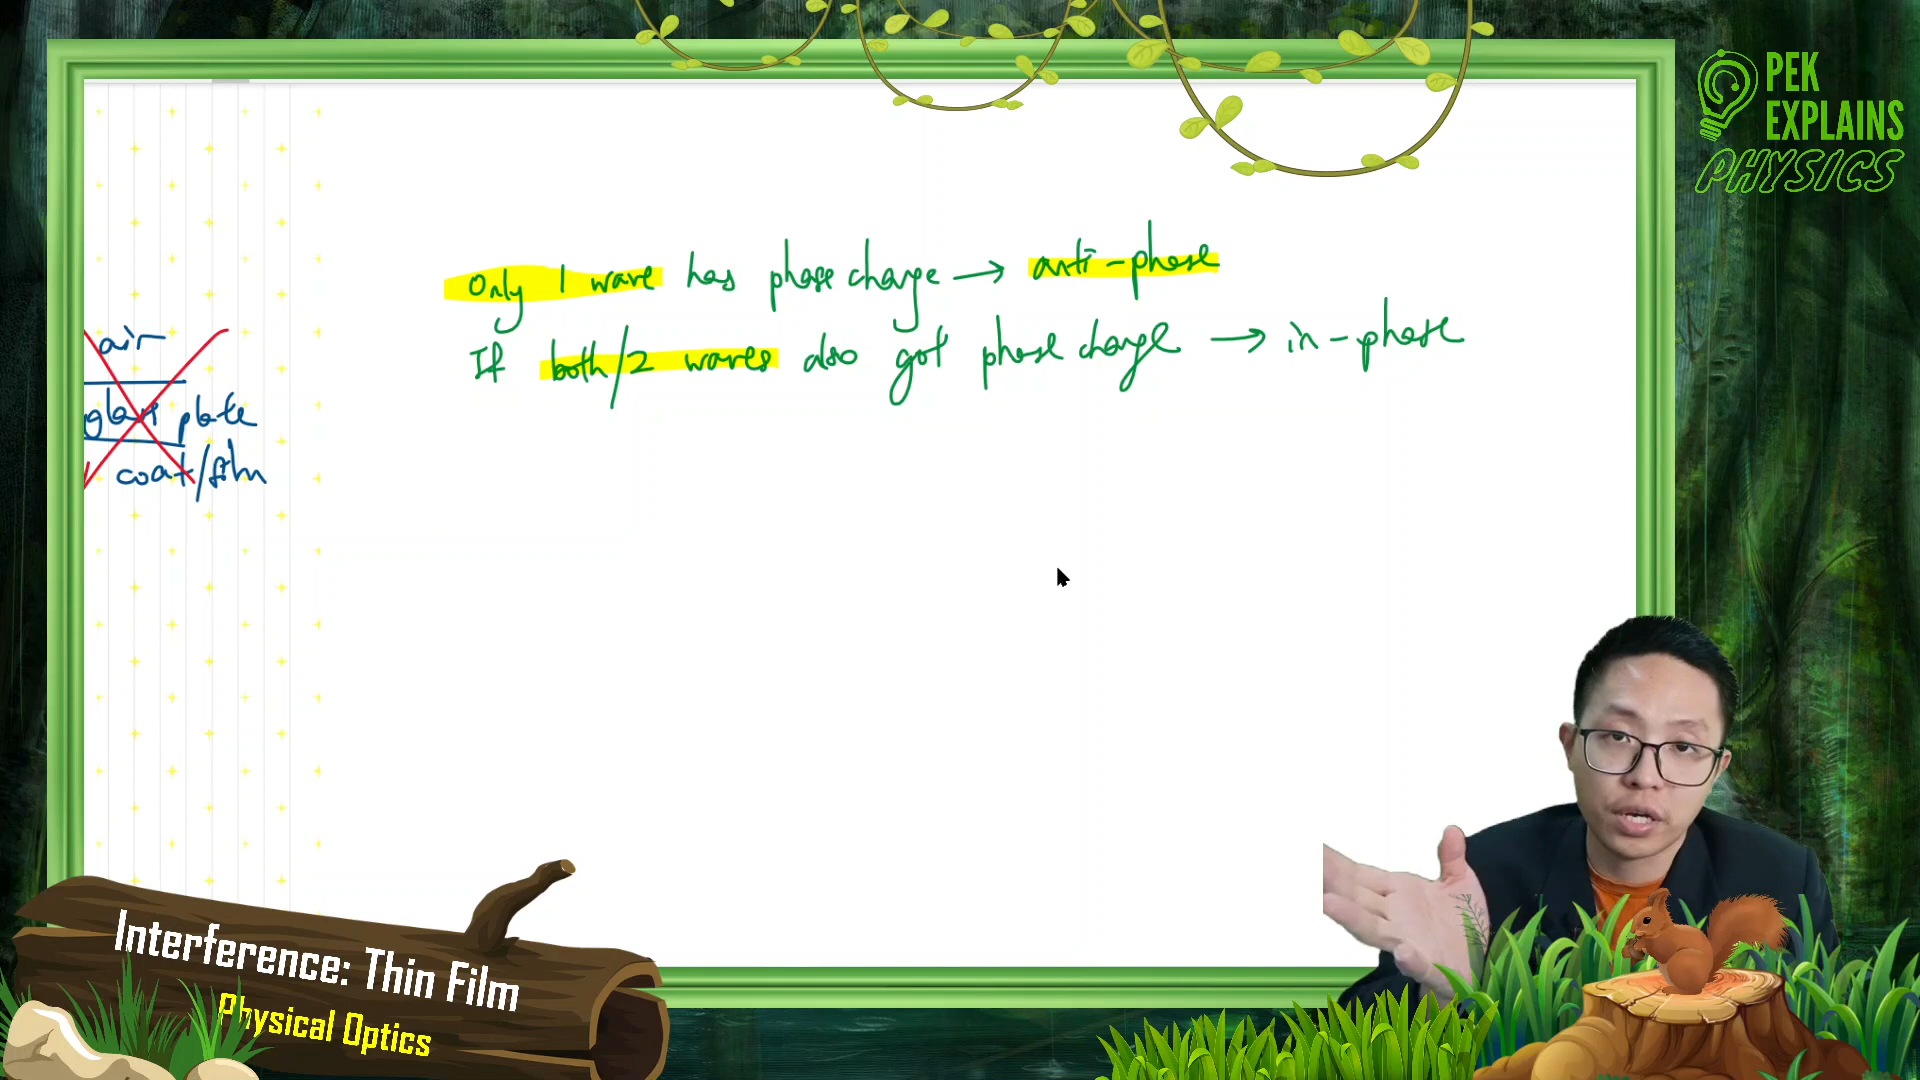 PEK
EXPLAINS
PHYSICS
Only 1 wave has phase change → anti-phase
If both/2 waves also got phase change → in-phase
air
glass plate
coat/film
Interference: Thin Film
Physical Optics